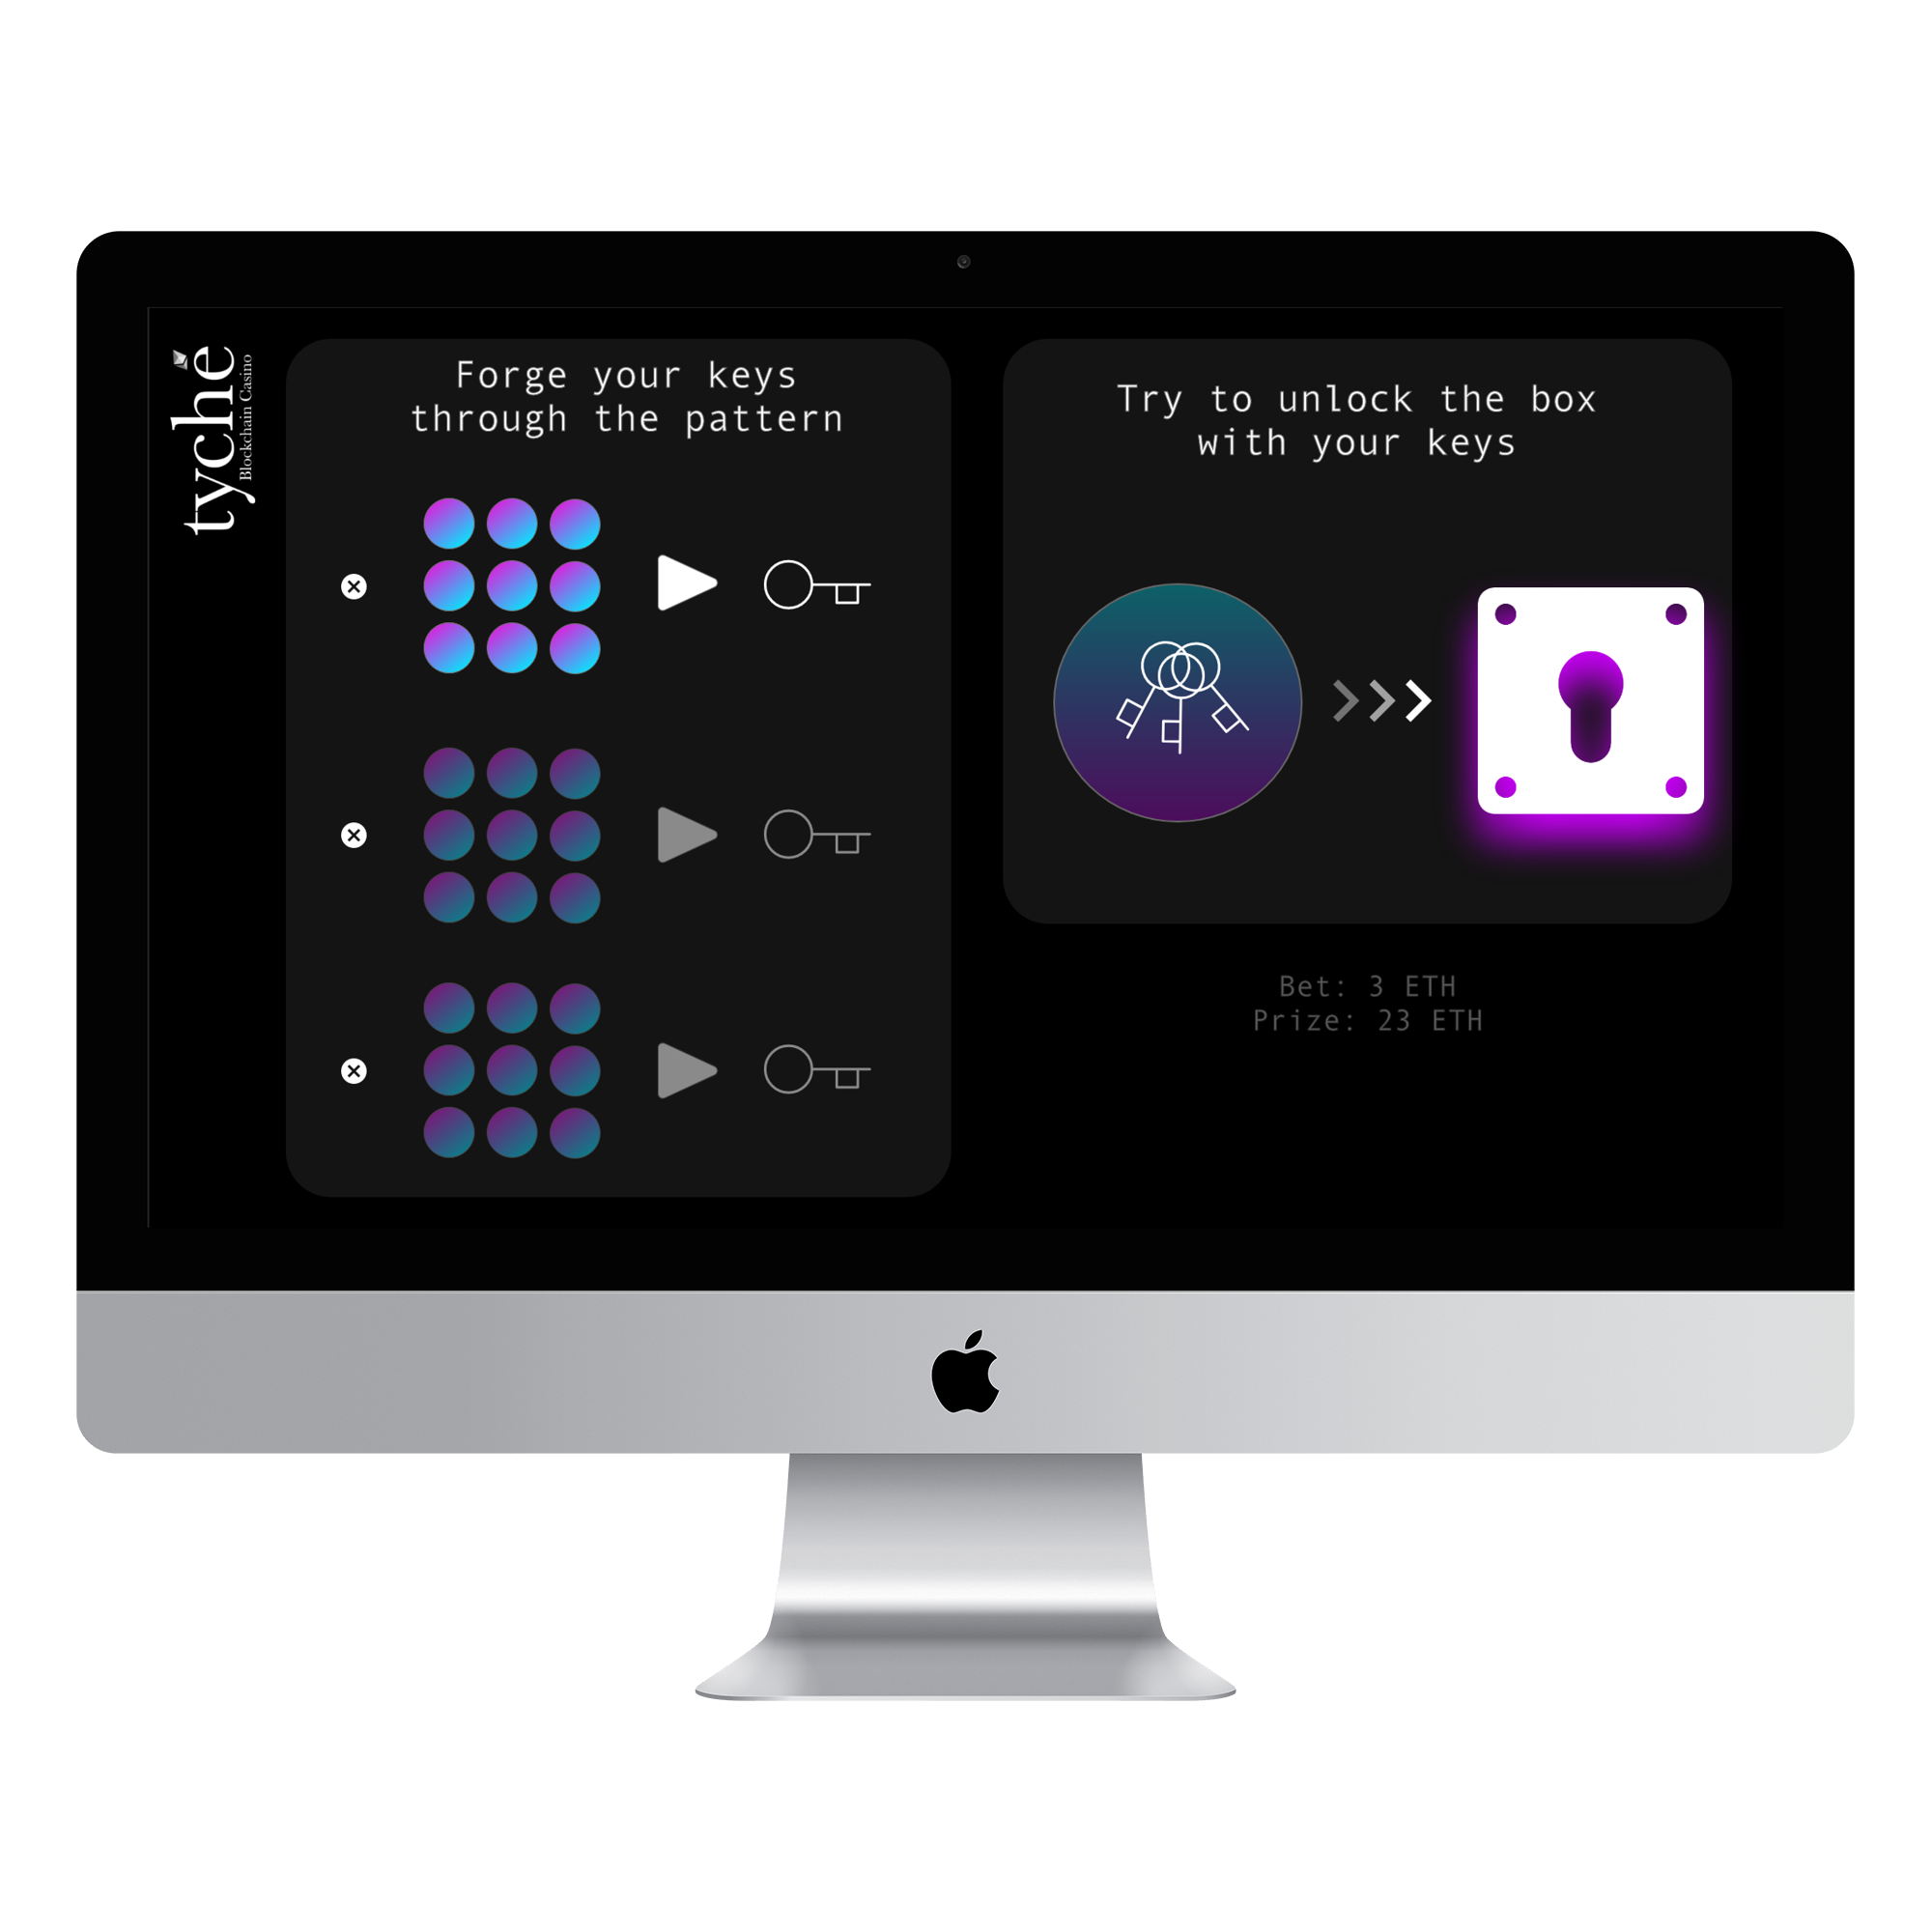 tyche
Blockchain Casino
Forge your keys
through the pattern
Try to unlock the box
with your keys
Bet: 3 ETH
Prize: 23 ETH